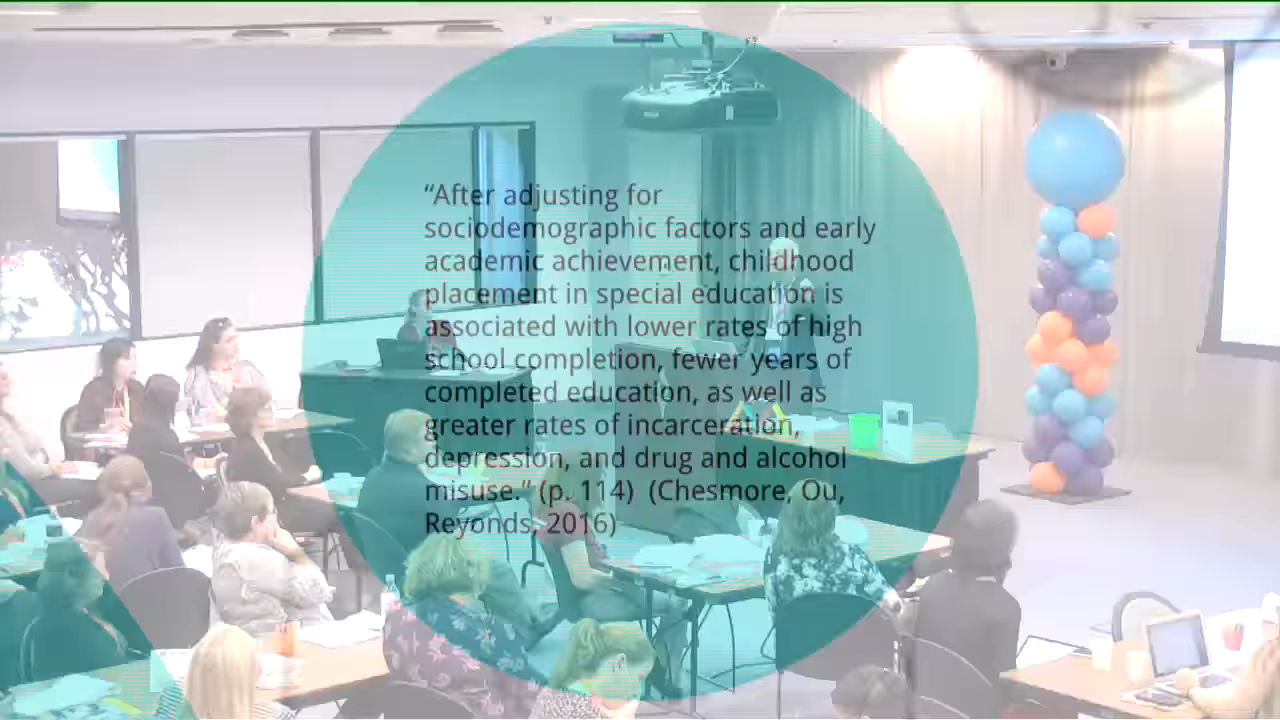 “After adjusting for
sociodemographic factors and early
academic achievement, childhood
placement in special education is
associated with lower rates of high
school completion, fewer years of
completed education, as well as
greater rates of incarceration,
depression, and drug and alcohol
misuse.” (p. 114)  (Chesmore, Ou,
Reyonds, 2016)